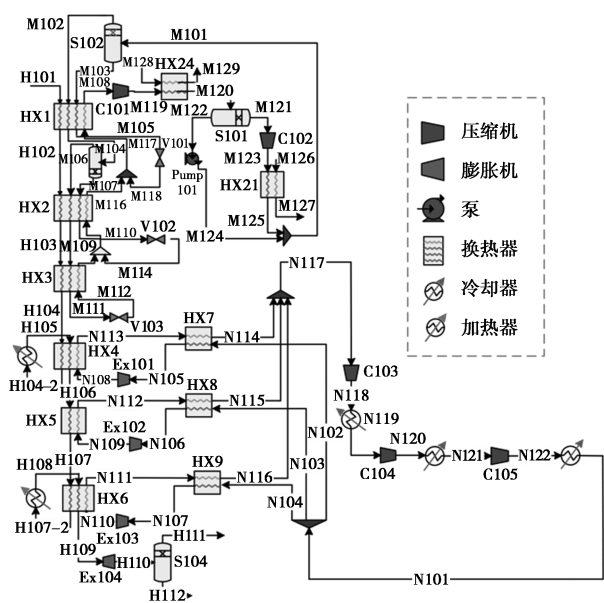 M102
M101
S102
M128
HX24
M129
M103
M108
H101
M120
C101
M119
M122
M121
HX1
M105
S101
C102
H102
M104
M117
V101
M106
M123
M126
Pump
101
HX21
M107
M118
M127
HX2
M116
M125
M124
V102
H103
M109
M110
M114
N117
HX3
M112
H104
M111
V103
H105
N113
HX7
N114
HX4
Ex101
C103
N108
N105
H104-2
H106
N118
N112
HX8
N115
N119
HX5
Ex102
N102
N120
N109
N106
N103
N121
N122
H107
C104
C105
H108
N111
HX9
N116
HX6
N104
H107-2
N110
N107
Ex103
H111
H109
H110
S104
Ex104
N101
H112
压缩机
膨胀机
泵
换热器
冷却器
加热器